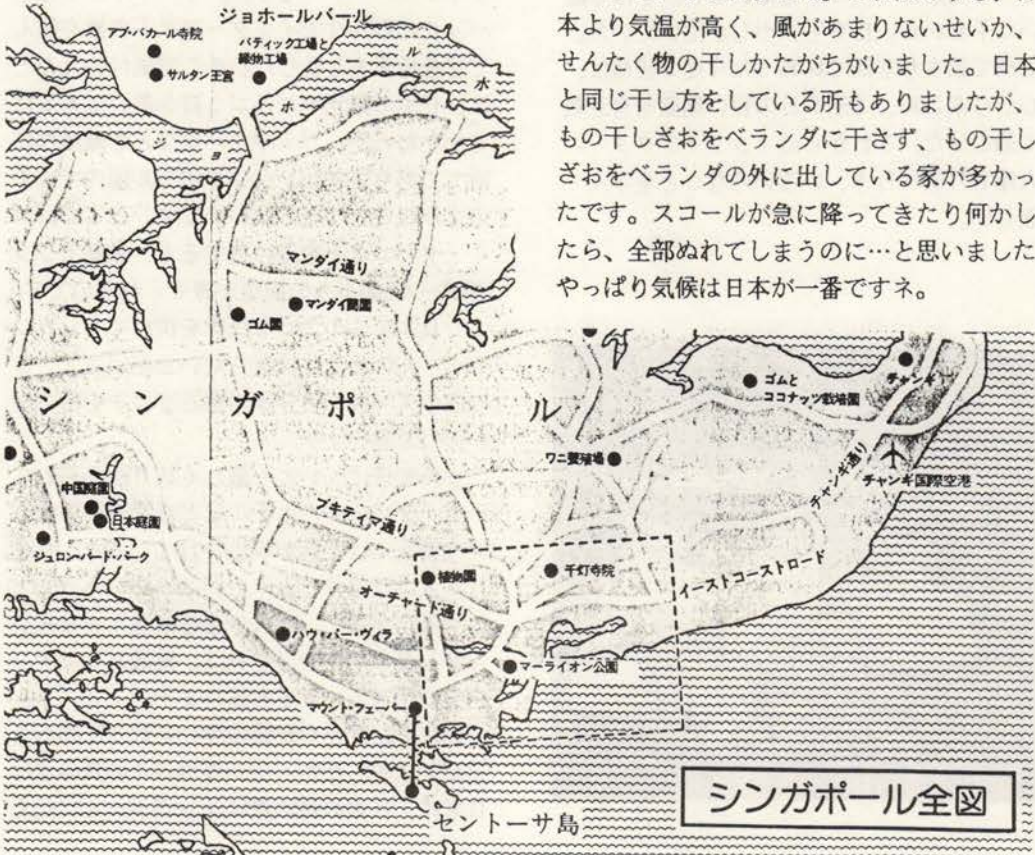 本より気温が高く、風があまりないせいか、
せんたく物の干しかたがちがいました。日本
と同じ干し方をしている所もありましたが、
もの干しざおをベランダに干さず、もの干し
ざおをベランダの外に出している家が多かっ
たです。スコールが急に降ってきたり何かし
たら、全部ぬれてしまうのに…と思いました
やっぱり気候は日本が一番ですネ。
ジョホールバール
アブ・バカール寺院
サルタン王宮
バティック工場と
織物工場
ジョホール水
マンダイ通り
マンダイ蘭園
ゴム園
シンガポール
ゴムと
ココナッツ栽培園
チャンギ
ワニ養殖場
チャンギ通り
チャンギ国際空港
中国庭園
日本庭園
ジュロン・バード・パーク
ブキティマ通り
植物園
千灯寺院
オーチャード通り
イーストコーストロード
ハウ・パー・ヴィラ
マーライオン公園
マウント・フェーバー
セントーサ島
シンガポール全図